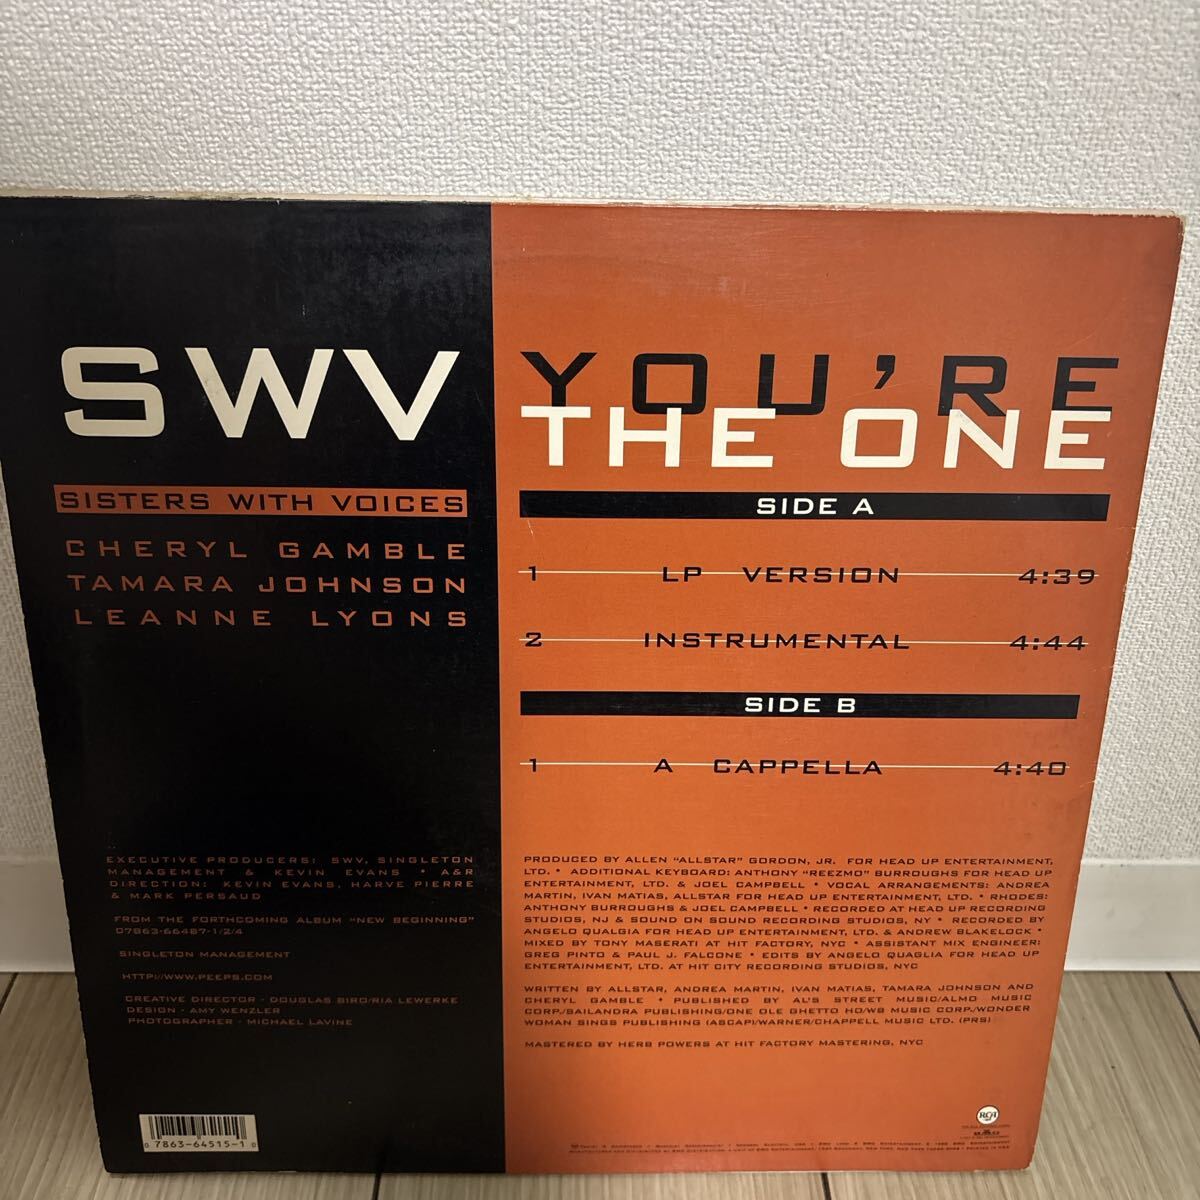 SWV
SISTERS WITH VOICES
CHERYL GAMBLE
TAMARA JOHNSON
LEANNE LYONS
EXECUTIVE PRODUCERS: SWV, SINGLETON
MANAGEMENT & KEVIN EVANS • A&R
DIRECTION: KEVIN EVANS, HARVE PIERRE
& MARK PERSAUD
FROM THE FORTHCOMING ALBUM "NEW BEGINNING"
07863-66487-1/2/4
SINGLETON MANAGEMENT
HTTP://WWW.PEEPS.COM
CREATIVE DIRECTOR - DOUGLAS BIRO/RIA LEWERKE
DESIGN - AMY WENZLER
PHOTOGRAPHER - MICHAEL LAVINE
0 7863-64515-1 0
YOU'RE
THE ONE
SIDE A
1 LP VERSION 4:39
2 INSTRUMENTAL 4:44
SIDE B
1 A CAPPELLA 4:40
PRODUCED BY ALLEN "ALLSTAR" GORDON, JR. FOR HEAD UP ENTERTAINMENT,
LTD. • ADDITIONAL KEYBOARD: ANTHONY "REEZMO" BURROUGHS FOR HEAD UP
ENTERTAINMENT, LTD. & JOEL CAMPBELL • VOCAL ARRANGEMENTS: ANDREA
MARTIN, IVAN MATIAS, ALLSTAR FOR HEAD UP ENTERTAINMENT, LTD. • RHODES:
ANTHONY BURROUGHS & JOEL CAMPBELL • RECORDED AT HEAD UP RECORDING
STUDIOS, NJ & SOUND ON SOUND RECORDING STUDIOS, NY • RECORDED BY
ANGELO QUALGIA FOR HEAD UP ENTERTAINMENT, LTD. & ANDREW BLAKELOCK •
MIXED BY TONY MASERATI AT HIT FACTORY, NYC • ASSISTANT MIX ENGINEER:
GREG PINTO & PAUL J. FALCONE • EDITS BY ANGELO QUAGLIA FOR HEAD UP
ENTERTAINMENT, LTD. AT HIT CITY RECORDING STUDIOS, NYC
WRITTEN BY ALLSTAR, ANDREA MARTIN, IVAN MATIAS, TAMARA JOHNSON AND
CHERYL GAMBLE • PUBLISHED BY AL'S STREET MUSIC/ALMO MUSIC
CORP./SAILANDRA PUBLISHING/ONE OLE GHETTO HO/WB MUSIC CORP./WONDER
WOMAN SINGS PUBLISHING (ASCAP)/WARNER/CHAPPELL MUSIC LTD. (PRS)
MASTERED BY HERB POWERS AT HIT FACTORY MASTERING, NYC
RCA
BMG